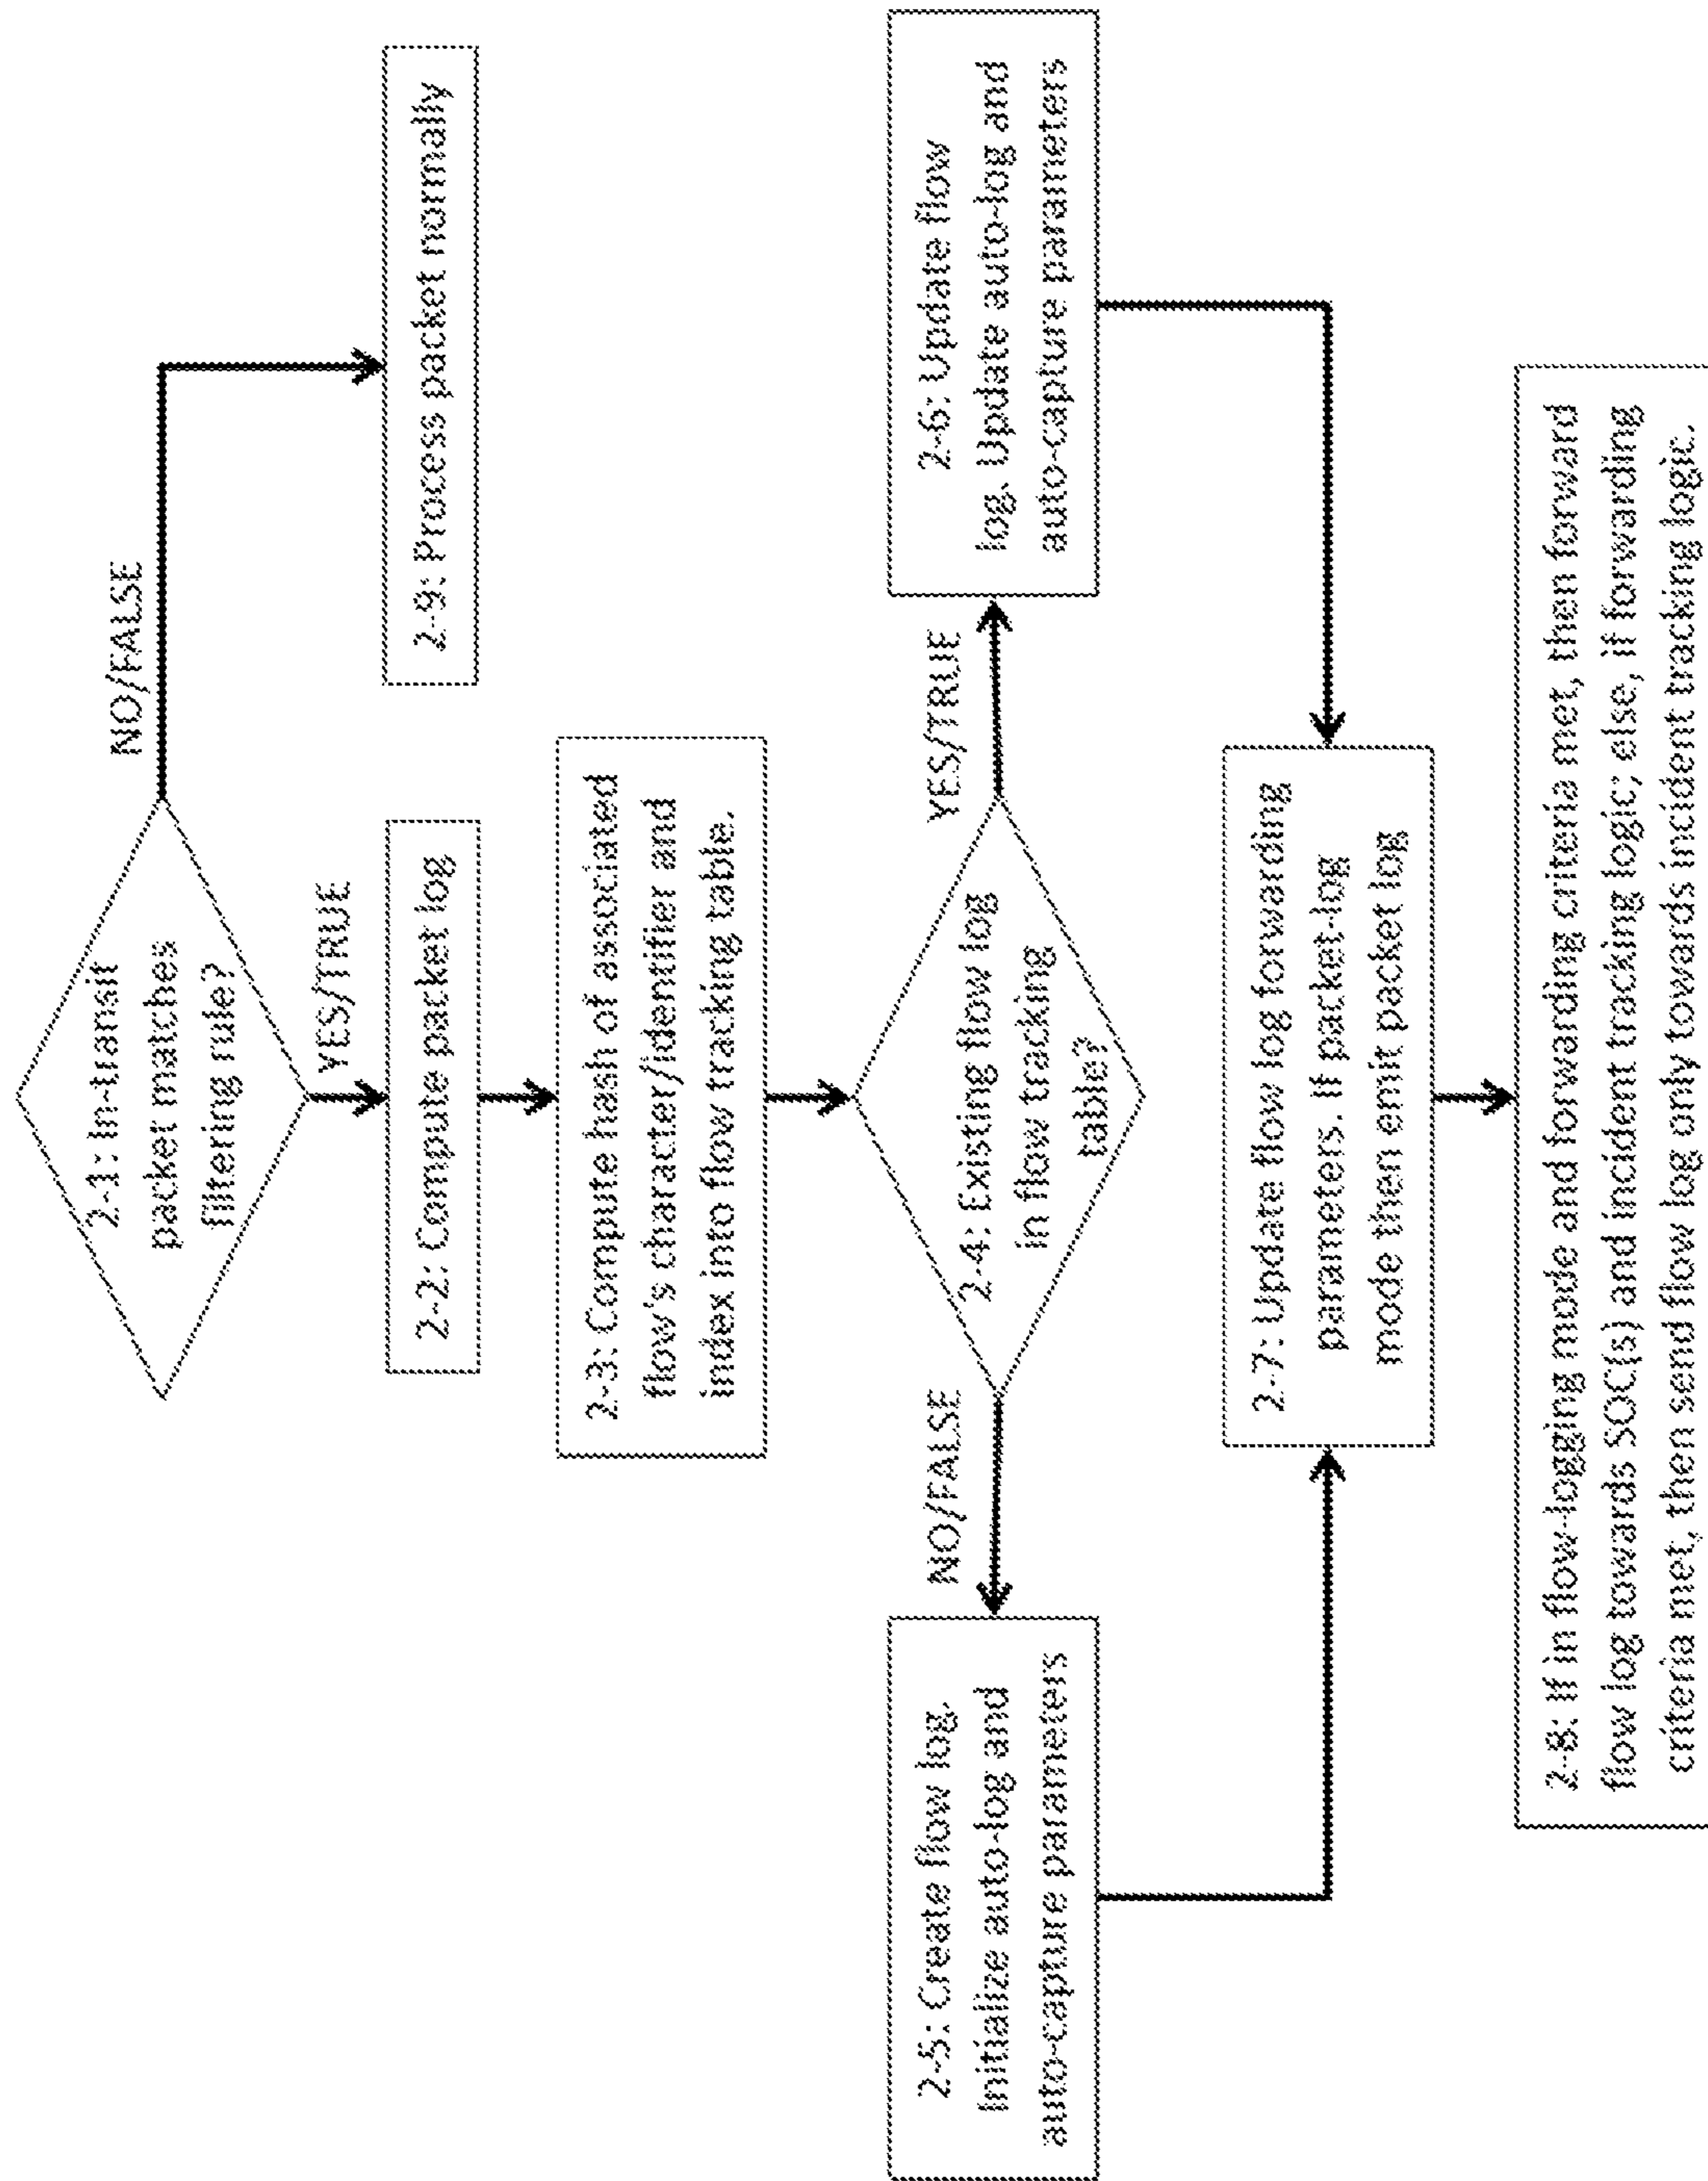 2-1: In-transit
packet matches
filtering rule?
NO/FALSE
YES/TRUE
2-9: Process packet normally
2-2: Compute packet log
2-3: Compute hash of associated
flow's character/identifier and
index into flow tracking table.
2-4: Existing flow log
in flow tracking
table?
NO/FALSE
YES/TRUE
2-5: Create flow log.
Initialize auto-log and
auto-capture parameters
2-6: Update flow
log. Update auto-log and
auto-capture parameters
2-7: Update flow log forwarding
parameters. If packet-log
mode then emit packet log
2-8: If in flow-logging mode and forwarding criteria met, then forward
flow log towards SOC(s) and incident tracking logic; else, if forwarding
criteria met, then send flow log only towards incident tracking logic.